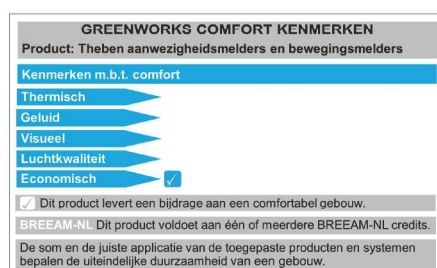 GREENWORKS COMFORT KENMERKEN
Product: Theben aanwezigheidsmelders en bewegingsmelders
Kenmerken m.b.t. comfort
Thermisch
Geluid
Visueel
Luchtkwaliteit
Economisch
Dit product levert een bijdrage aan een comfortabel gebouw.
BREEAM-NL Dit product voldoet aan één of meerdere BREEAM-NL credits.
De som en de juiste applicatie van de toegepaste producten en systemen
bepalen de uiteindelijke duurzaamheid van een gebouw.